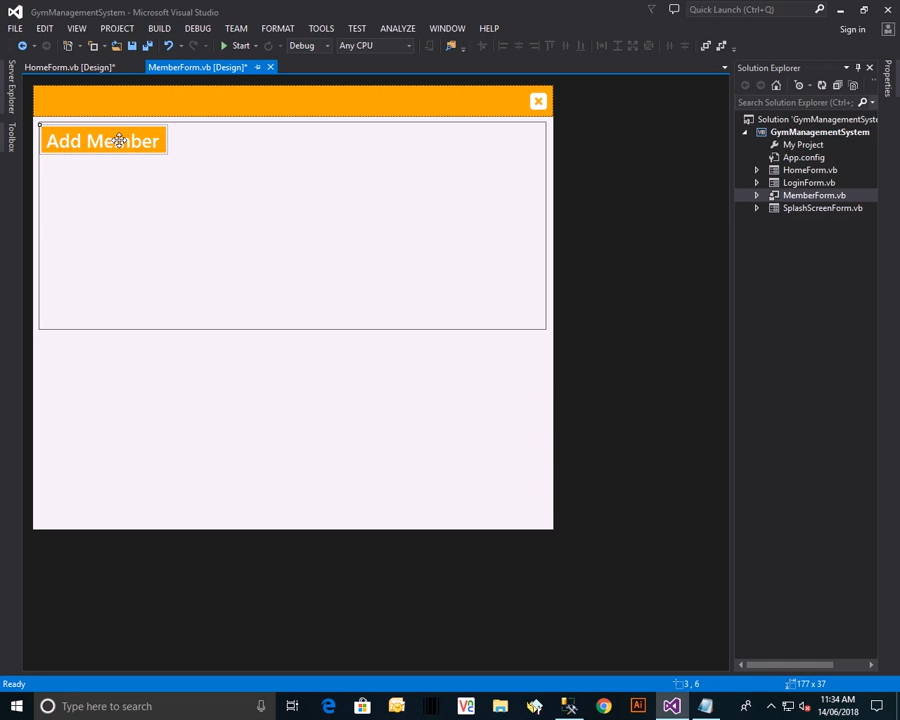 GymManagementSystem - Microsoft Visual Studio
Quick Launch (Ctrl+Q)
FILE EDIT VIEW PROJECT BUILD DEBUG TEAM FORMAT TOOLS TEST ANALYZE WINDOW HELP
Sign in
Start Debug Any CPU
HomeForm.vb [Design]* MemberForm.vb [Design]*
Server Explorer
Toolbox
Add Member
Solution Explorer
Search Solution Explorer (Ctrl+;
Solution 'GymManagementSyste
GymManagementSystem
My Project
App.config
HomeForm.vb
LoginForm.vb
MemberForm.vb
SplashScreenForm.vb
Properties
Ready
3, 6
177 x 37
Type here to search
Ai
11:34 AM
14/06/2018